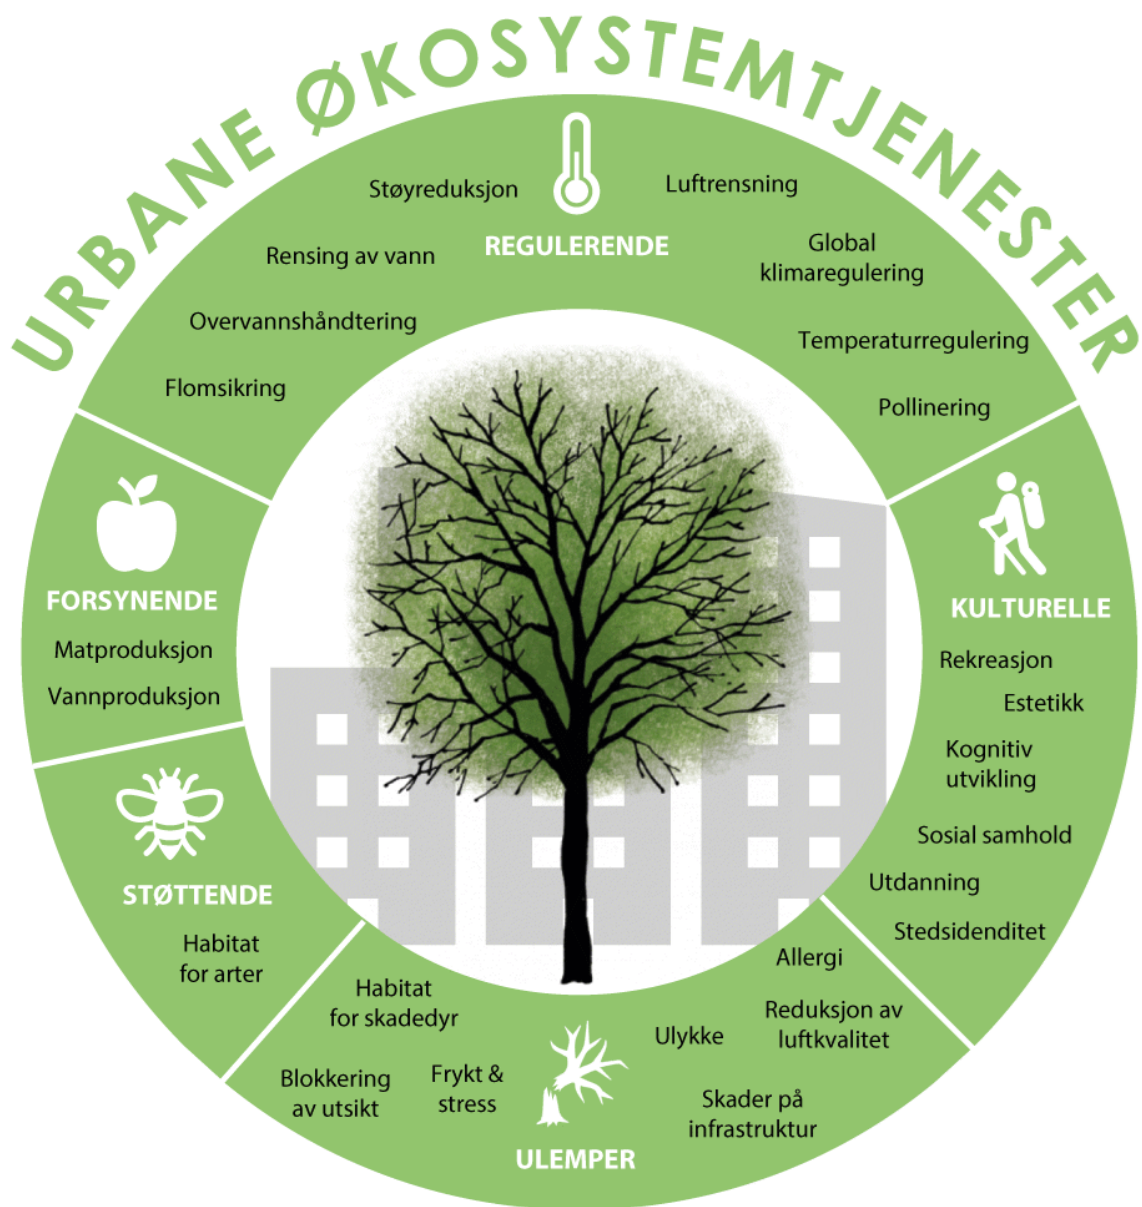 URBANE ØKOSYSTEMTJENESTER
REGULERENDE
Støyreduksjon
Rensing av vann
Overvannshåndtering
Flomsikring
Luftrensning
Global
klimaregulering
Temperaturregulering
Pollinering
KULTURELLE
Rekreasjon
Estetikk
Kognitiv
utvikling
Sosial samhold
Utdanning
Stedsidenditet
ULEMPER
Allergi
Reduksjon av
luftkvalitet
Ulykke
Skader på
infrastruktur
Habitat
for skadedyr
Frykt &
stress
Blokkering
av utsikt
STØTTENDE
Habitat
for arter
FORSYNENDE
Matproduksjon
Vannproduksjon